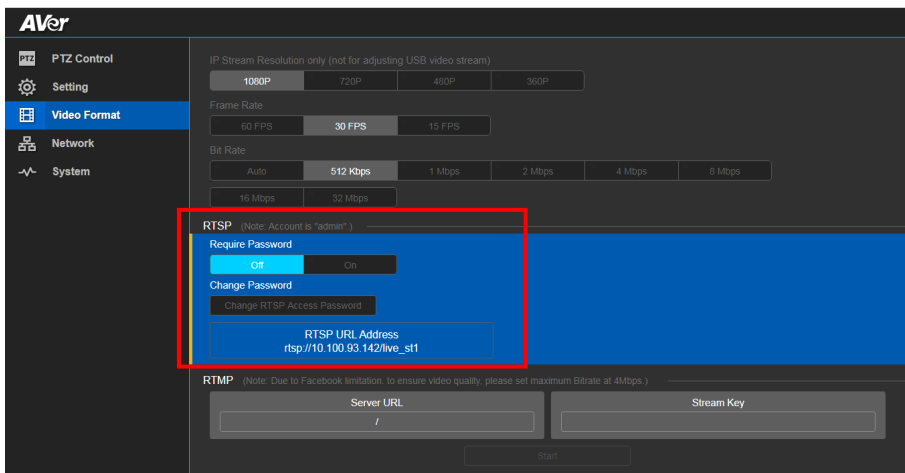 AVer
PTZ PTZ Control
Setting
Video Format
Network
System
IP Stream Resolution only (not for adjusting USB video stream)
1080P 720P 480P 360P
Frame Rate
60 FPS 30 FPS 15 FPS
Bit Rate
Auto 512 Kbps 1 Mbps 2 Mbps 4 Mbps 8 Mbps
16 Mbps 32 Mbps
RTSP (Note: Account is "admin".)
Require Password
Off On
Change Password
Change RTSP Access Password
RTSP URL Address
rtsp://10.100.93.142/live_st1
RTMP (Note: Due to Facebook limitation. to ensure video quality, please set maximum Bitrate at 4Mbps.)
Server URL Stream Key
/
Start